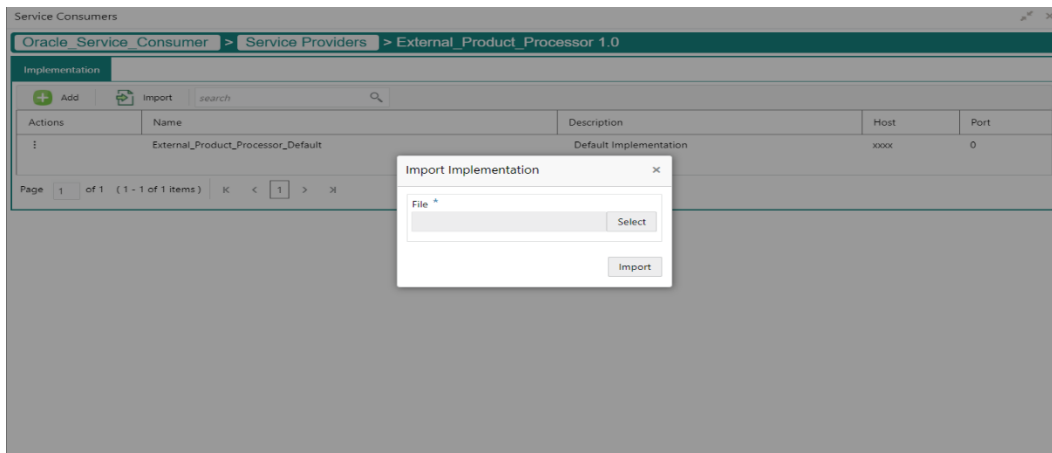 Service Consumers
Oracle_Service_Consumer > Service Providers > External_Product_Processor 1.0
Implementation
Add Import search
Actions Name Description Host Port
External_Product_Processor_Default Default Implementation xxxx 0
Page 1 of 1 (1 - 1 of 1 items) K < 1 > >|
Import Implementation ×
File *
Select
Import